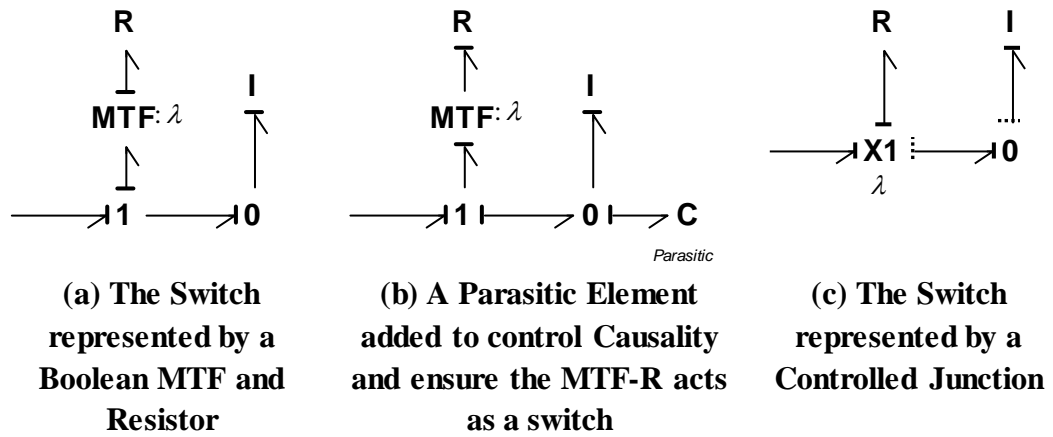 R
I
MTF: λ
1
0
(a) The Switch
represented by a
Boolean MTF and
Resistor
R
I
MTF: λ
1
0
C
Parasitic
(b) A Parasitic Element
added to control Causality
and ensure the MTF-R acts
as a switch
R
I
X1
0
λ
(c) The Switch
represented by a
Controlled Junction